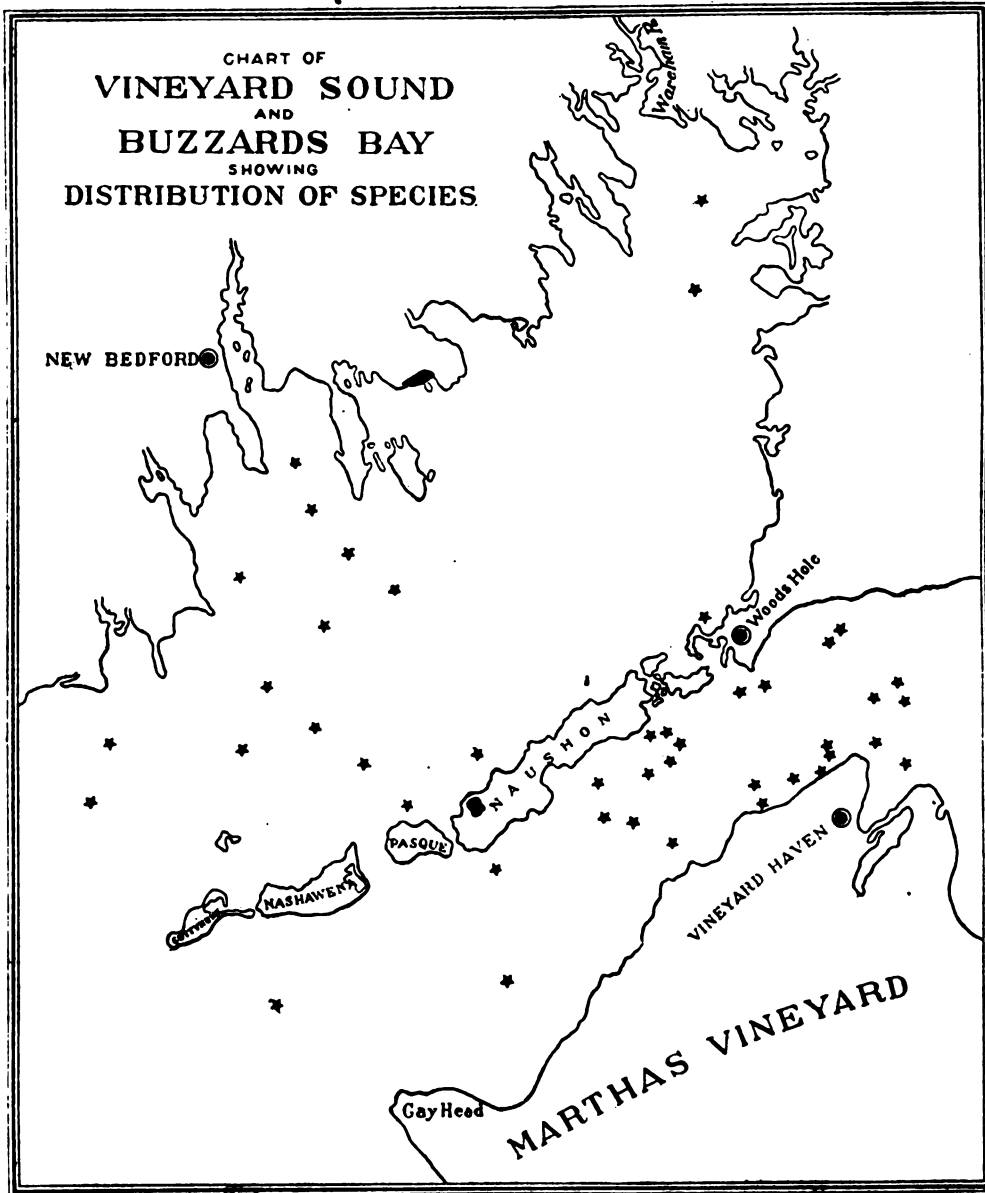 CHART OF
VINEYARD SOUND
AND
BUZZARDS BAY
SHOWING
DISTRIBUTION OF SPECIES
Wareham
NEW BEDFORD
Woods Hole
NAUSHON
PASQUE
NASHAWENA
VINEYARD HAVEN
MARTHAS VINEYARD
Gay Head